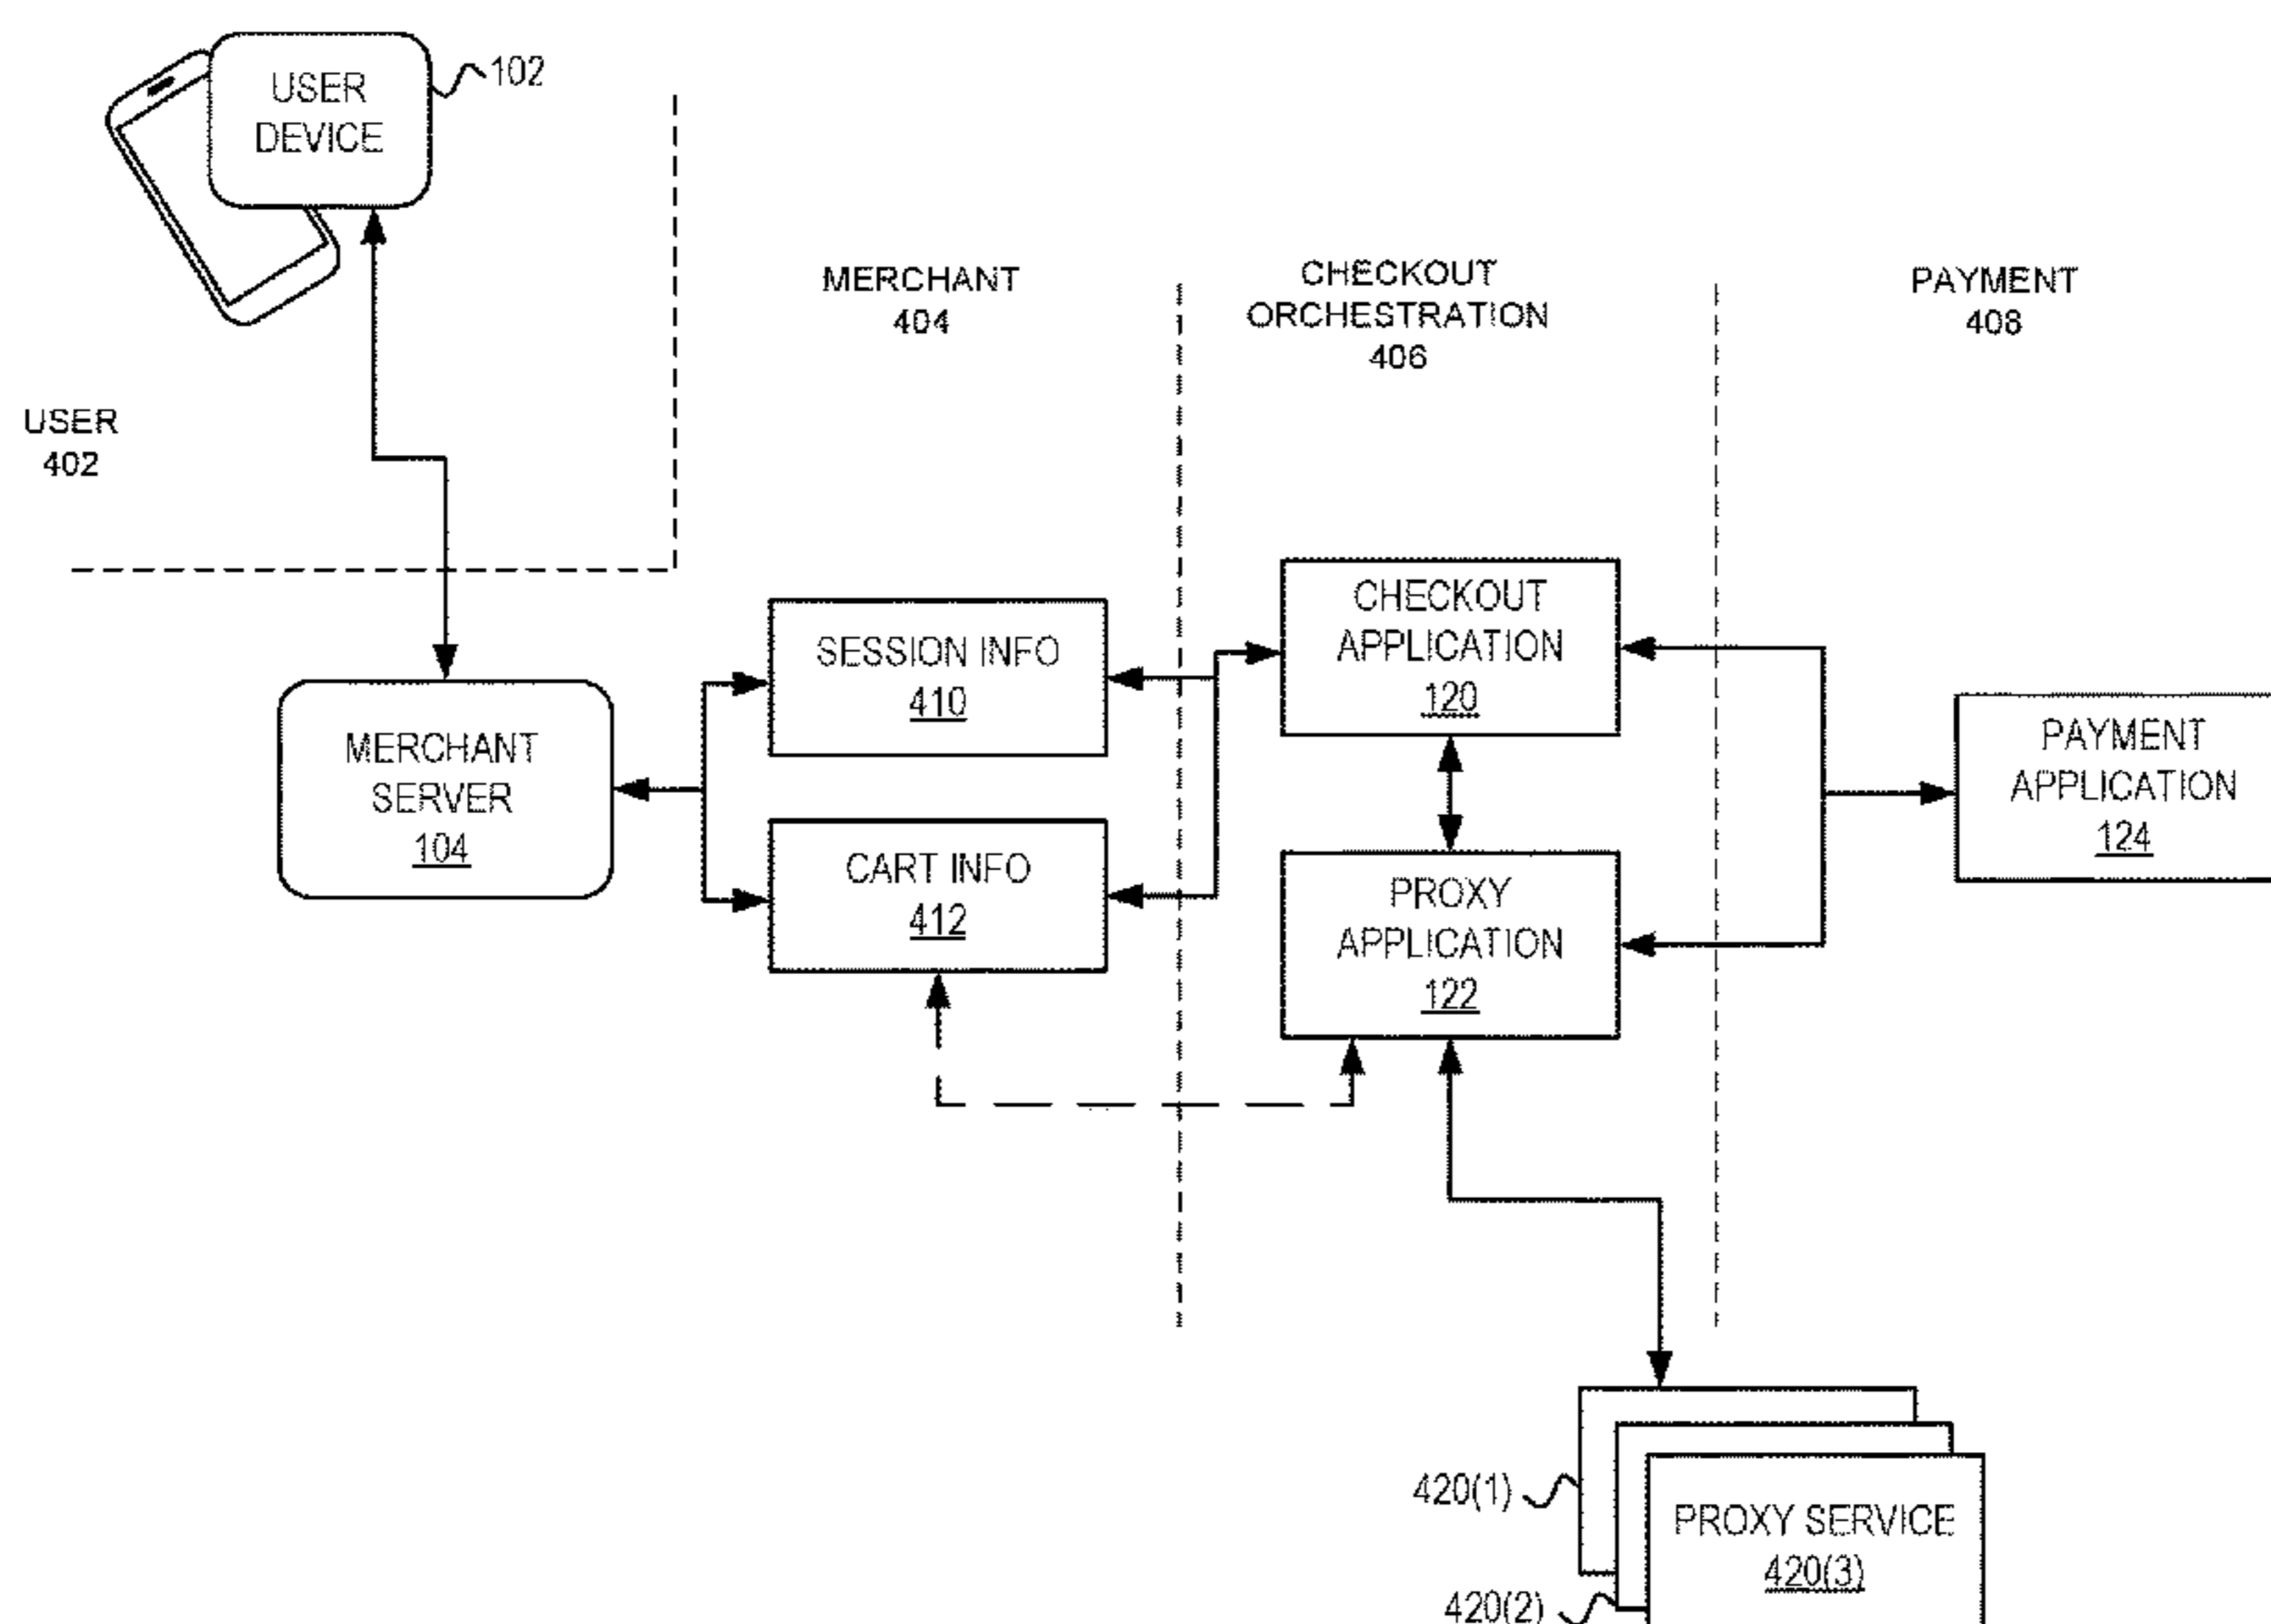 USER
DEVICE
102
MERCHANT
404
CHECKOUT
ORCHESTRATION
406
PAYMENT
408
USER
402
SESSION INFO
410
CHECKOUT
APPLICATION
120
MERCHANT
SERVER
104
PAYMENT
APPLICATION
124
CART INFO
412
PROXY
APPLICATION
122
420(1)
PROXY SERVICE
420(3)
420(2)